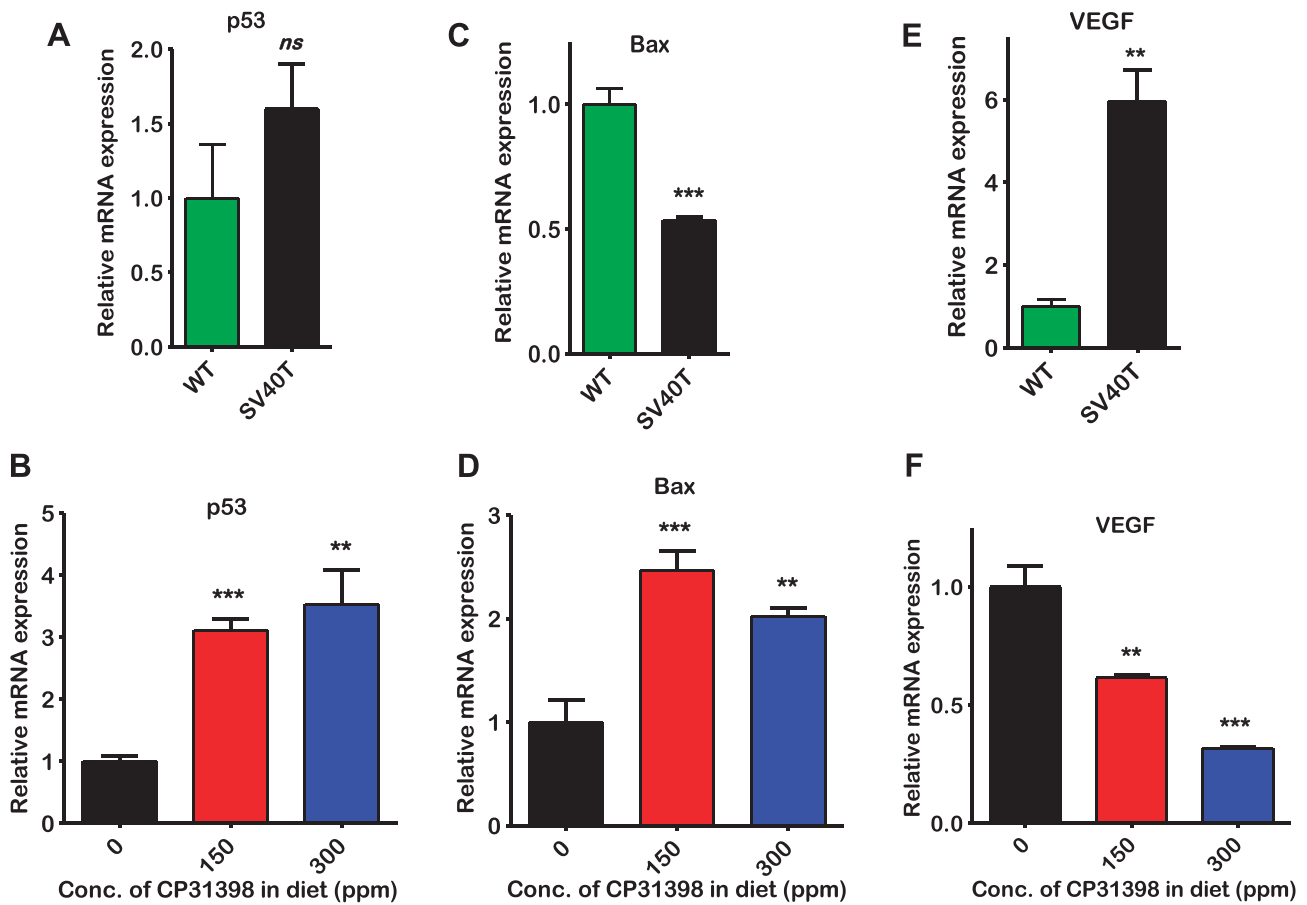 A
p53
ns
Relative mRNA expression
2.0
1.5
1.0
0.5
0.0
WT
SV40T
C
Bax
Relative mRNA expression
1.0
0.5
0.0
***
WT
SV40T
E
VEGF
Relative mRNA expression
6
4
2
0
**
WT
SV40T
B
p53
Relative mRNA expression
5
4
3
2
1
0
***
**
0
150
300
Conc. of CP31398 in diet (ppm)
D
Bax
Relative mRNA expression
3
2
1
0
***
**
0
150
300
Conc. of CP31398 in diet (ppm)
F
VEGF
Relative mRNA expression
1.0
0.5
0.0
**
***
0
150
300
Conc. of CP31398 in diet (ppm)